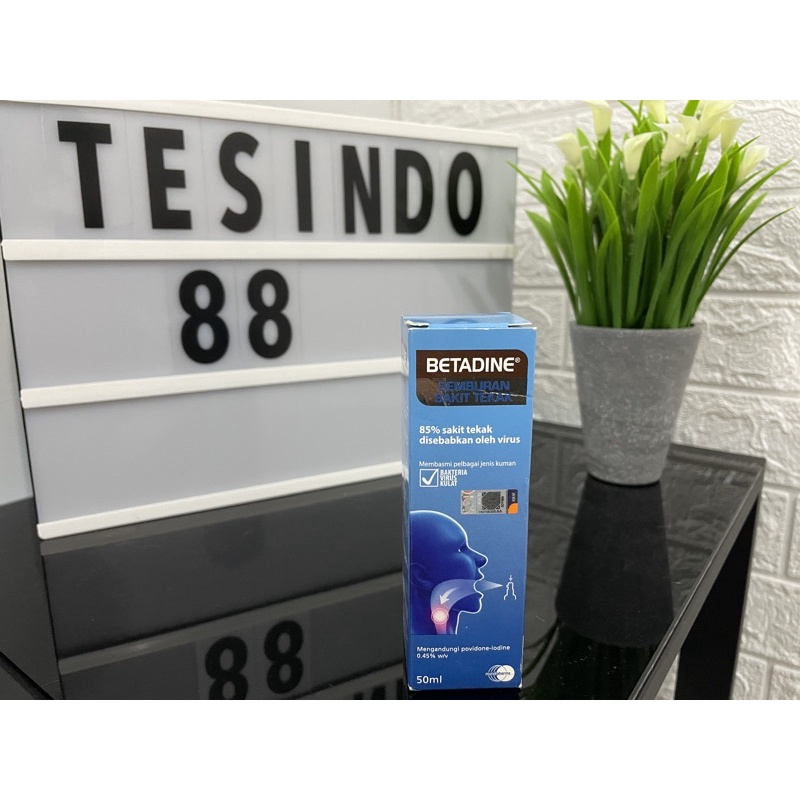 TESINDO
88
BETADINE®
SEMBURAN
SAKIT TEKAK
85% sakit tekak
disebabkan oleh virus
Membasmi pelbagai jenis kuman
BAKTERIA
VIRUS
KULAT
Mengandungi povidone-iodine
0.45% w/v
50ml
88